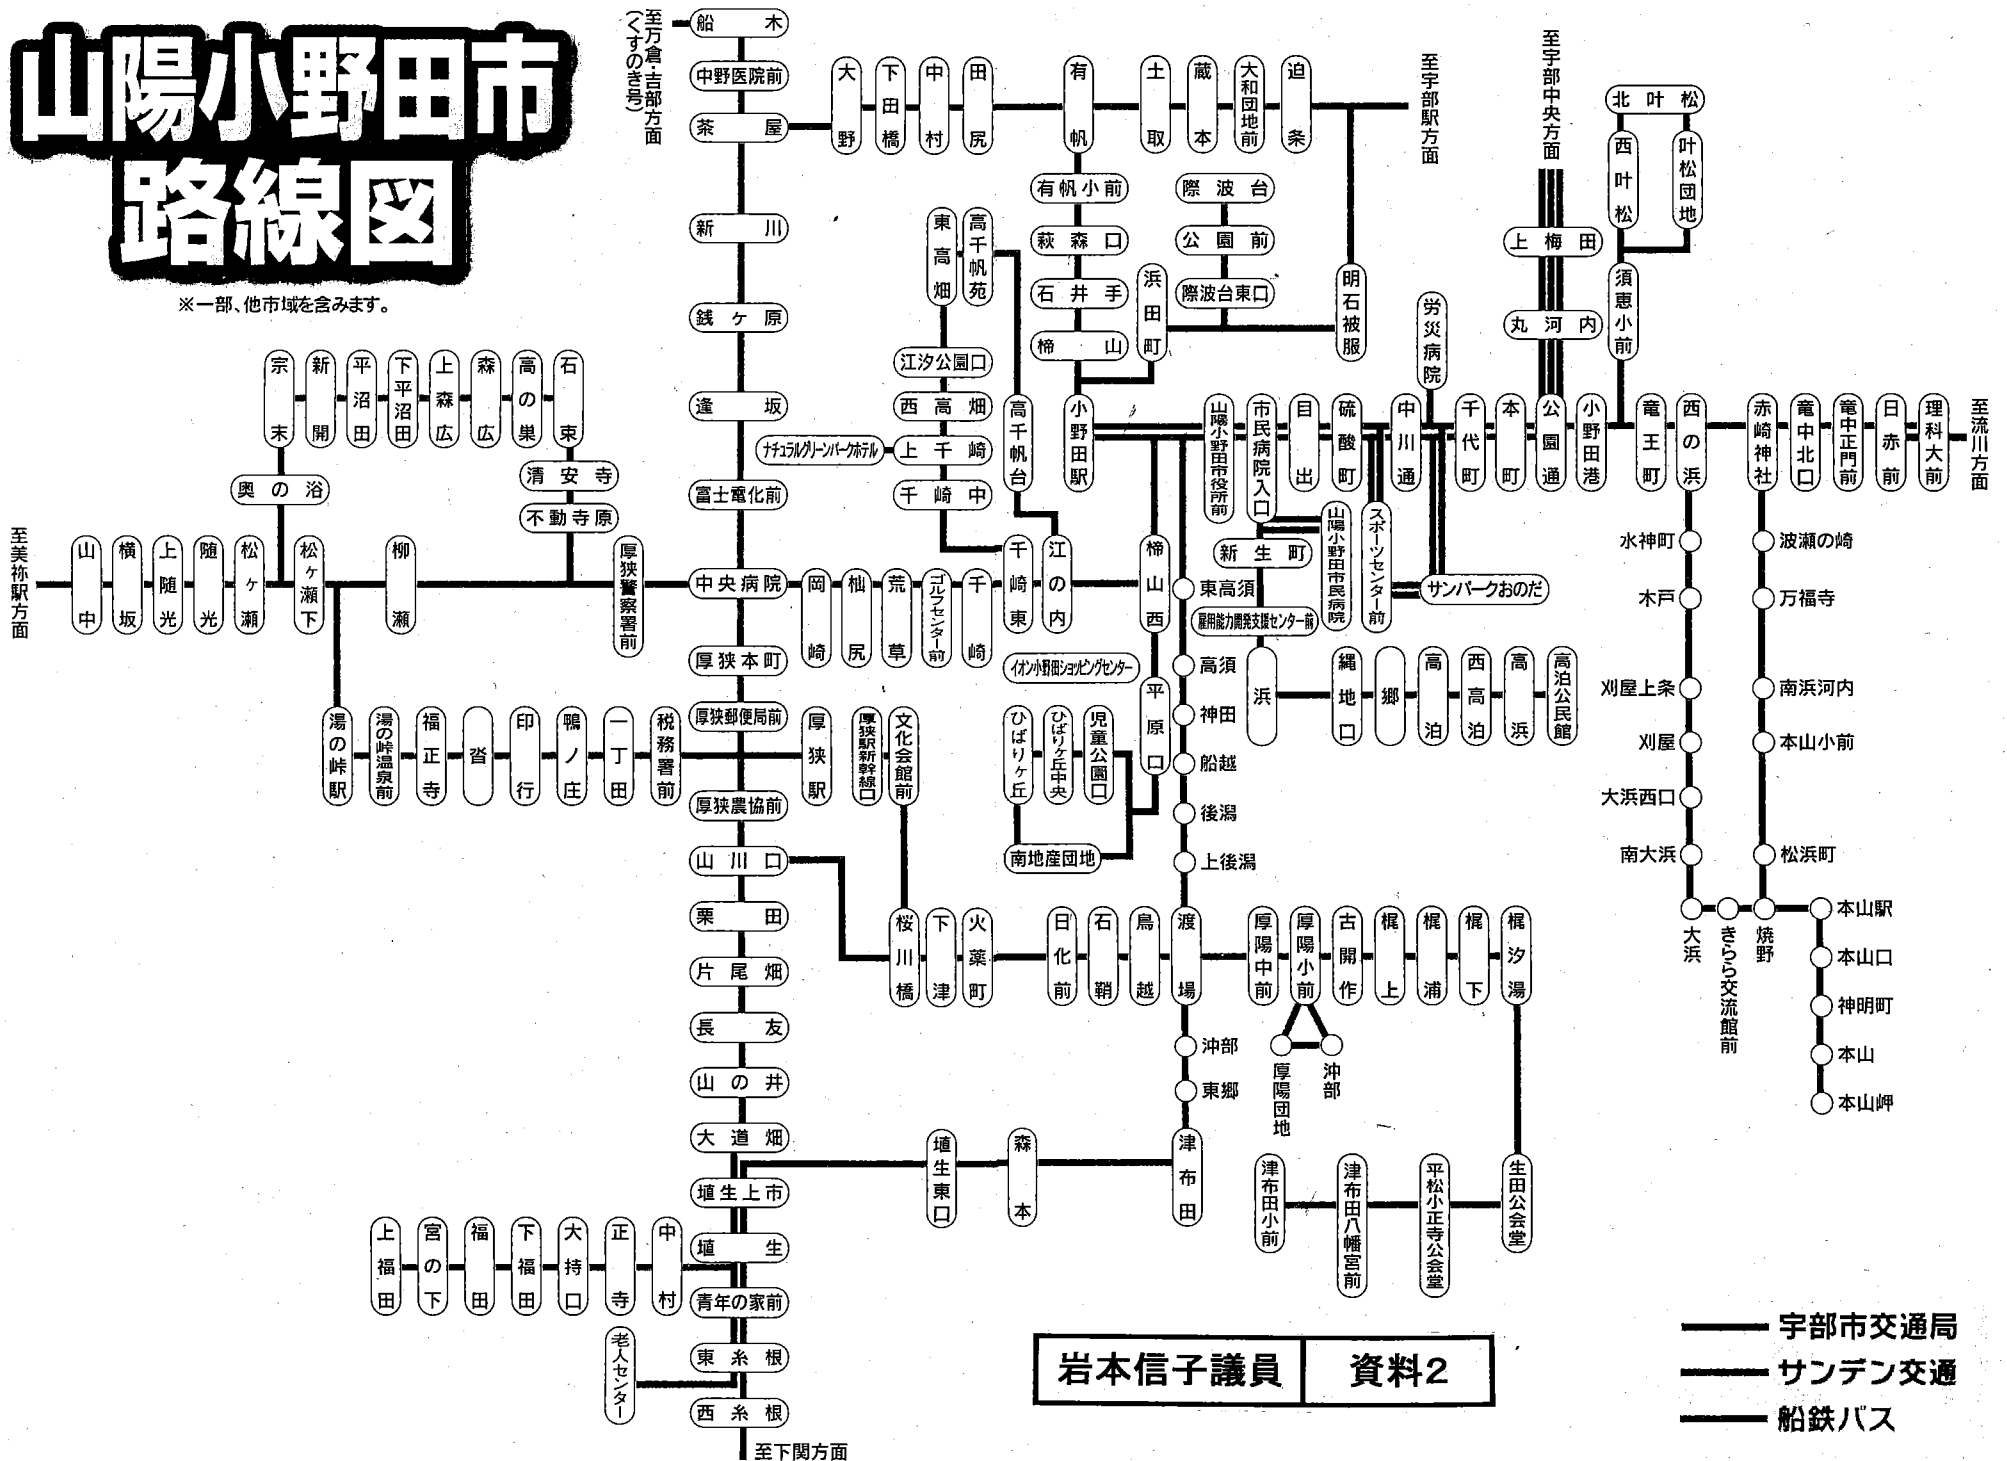 山陽小野田市
路線図
※一部、他市域を含みます。
至万倉・吉部方面
(くすのき号)
船木
中野医院前
茶屋
新川
銭ヶ原
逢坂
富士電化前
中央病院
厚狭本町
厚狭郵便局前
厚狭農協前
山川口
栗田
片尾畑
長友
山の井
大道畑
埴生上市
埴生
青年の家前
東糸根
西糸根
至下関方面
大野
下田橋
中村
田尻
有帆
土取
蔵本
大和団地前
迫条
至宇部駅方面
有帆小前
萩森口
石井手
楴山
際波台
公園前
際波台東口
浜田町
明石被服
東高畑
高千帆苑
江汐公園口
西高畑
上千崎
ナチュラルグリーンパークホテル
千崎中
高千帆台
小野田駅
山陽小野田市役所前
市民病院入口
目出
硫酸町
中川通
労災病院
千代町
本町
公園通
小野田港
竜王町
西の浜
赤崎神社
竜中北口
竜中正門前
日赤前
理科大前
至流川方面
至宇部中央方面
上梅田
丸河内
北叶松
西叶松
叶松団地
須恵小前
宗末
新開
平沼田
下平沼田
上森広
森広
高の巣
石束
奥の浴
清安寺
不動寺原
至美祢駅方面
山中
横坂
上随光
随光
松ヶ瀬
松ヶ瀬下
柳瀬
厚狭警察署前
岡崎
杣尻
荒草
ゴルフセンター前
千崎
千崎東
江の内
楴山西
新生町
山陽小野田市民病院
スポーツセンター前
サンパークおのだ
雇用能力開発支援センター前
浜
縄地口
郷
高泊
西高泊
高浜
高泊公民館
湯の峠駅
湯の峠温泉前
福正寺
沓
印行
鴨ノ庄
一丁田
税務署前
厚狭駅
厚狭駅新幹線口
文化会館前
イオン小野田ショッピングセンター
ひばりヶ丘
ひばりヶ丘中央
児童公園口
平原口
南地産団地
東高須
高須
神田
船越
後潟
上後潟
水神町
木戸
刈屋上条
刈屋
大浜西口
南大浜
大浜
きらら交流館前
焼野
波瀬の崎
万福寺
南浜河内
本山小前
松浜町
本山駅
本山口
神明町
本山
本山岬
桜川橋
下津
火薬町
日化前
石鞘
鳥越
渡場
厚陽中前
厚陽小前
古開作
梶上
梶浦
梶下
梶汐湯
沖部
東郷
厚陽団地
沖部
埴生東口
森本
津布田
津布田小前
津布田八幡宮前
平松小正寺公会堂
生田公会堂
上福田
宮の下
福田
下福田
大持口
正寺
中村
老人センター
岩本信子議員
資料2
宇部市交通局
サンデン交通
船鉄バス